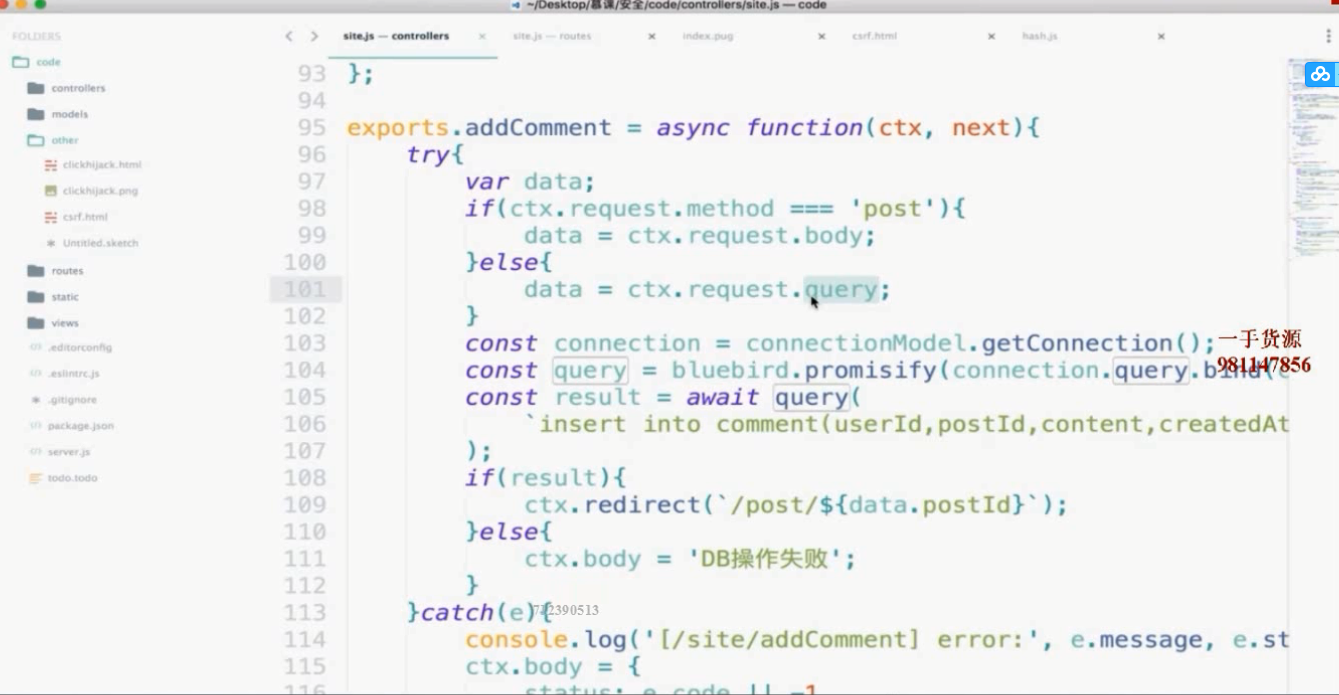 ~/Desktop/慕课/安全/code/controllers/site.js — code
FOLDERS
code
controllers
models
other
clickhijack.html
clickhijack.png
csrf.html
Untitled.sketch
routes
static
views
.editorconfig
.eslintrc.js
.gitignore
package.json
server.js
todo.todo
site.js — controllers
site.js — routes
index.pug
csrf.html
hash.js
93 };
94
95 exports.addComment = async function(ctx, next){
96 try{
97 var data;
98 if(ctx.request.method === 'post'){
99 data = ctx.request.body;
100 }else{
101 data = ctx.request.query;
102 }
103 const connection = connectionModel.getConnection();
104 const query = bluebird.promisify(connection.query.bind(
105 const result = await query(
106 `insert into comment(userId,postId,content,createdAt
107 );
108 if(result){
109 ctx.redirect(`/post/${data.postId}`);
110 }else{
111 ctx.body = 'DB操作失败';
112 }
113 }catch(e){
114 console.log('[/site/addComment] error:', e.message, e.st
115 ctx.body = {
116 status: e.code || -1
一手货源
981147856
712390513